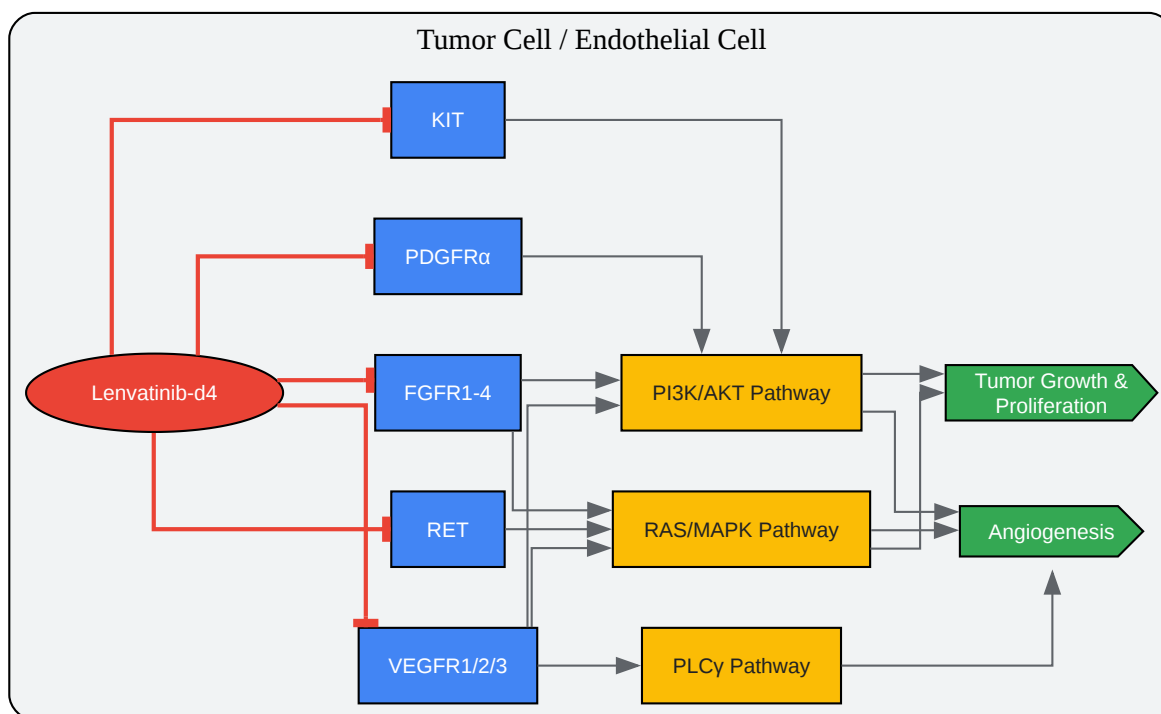 Tumor Cell / Endothelial Cell
KIT
PDGFRα
Lenvatinib-d4
FGFR1-4
PI3K/AKT Pathway
Tumor Growth &
Proliferation
RET
RAS/MAPK Pathway
Angiogenesis
VEGFR1/2/3
PLCγ Pathway